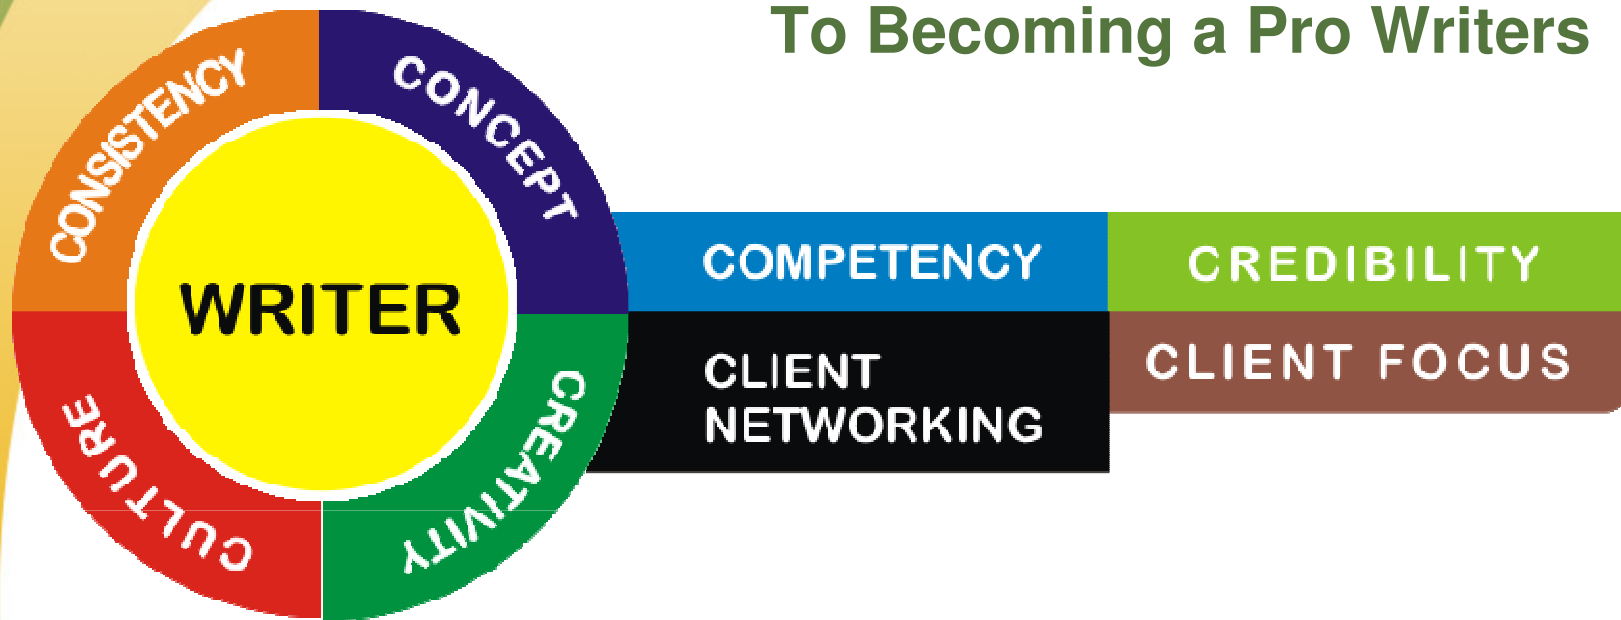 To Becoming a Pro Writers
CONSISTENCY
CONCEPT
WRITER
CULTURE
CREATIVITY
COMPETENCY
CREDIBILITY
CLIENT
NETWORKING
CLIENT FOCUS